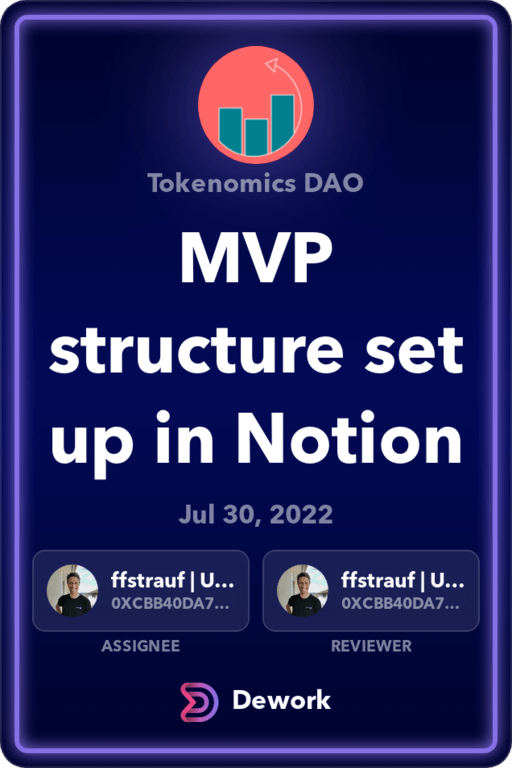 Tokenomics DAO
MVP
structure set
up in Notion
Jul 30, 2022
ffstrauf | U...
0XCBB40DA7...
ASSIGNEE
ffstrauf | U...
0XCBB40DA7...
REVIEWER
Dework